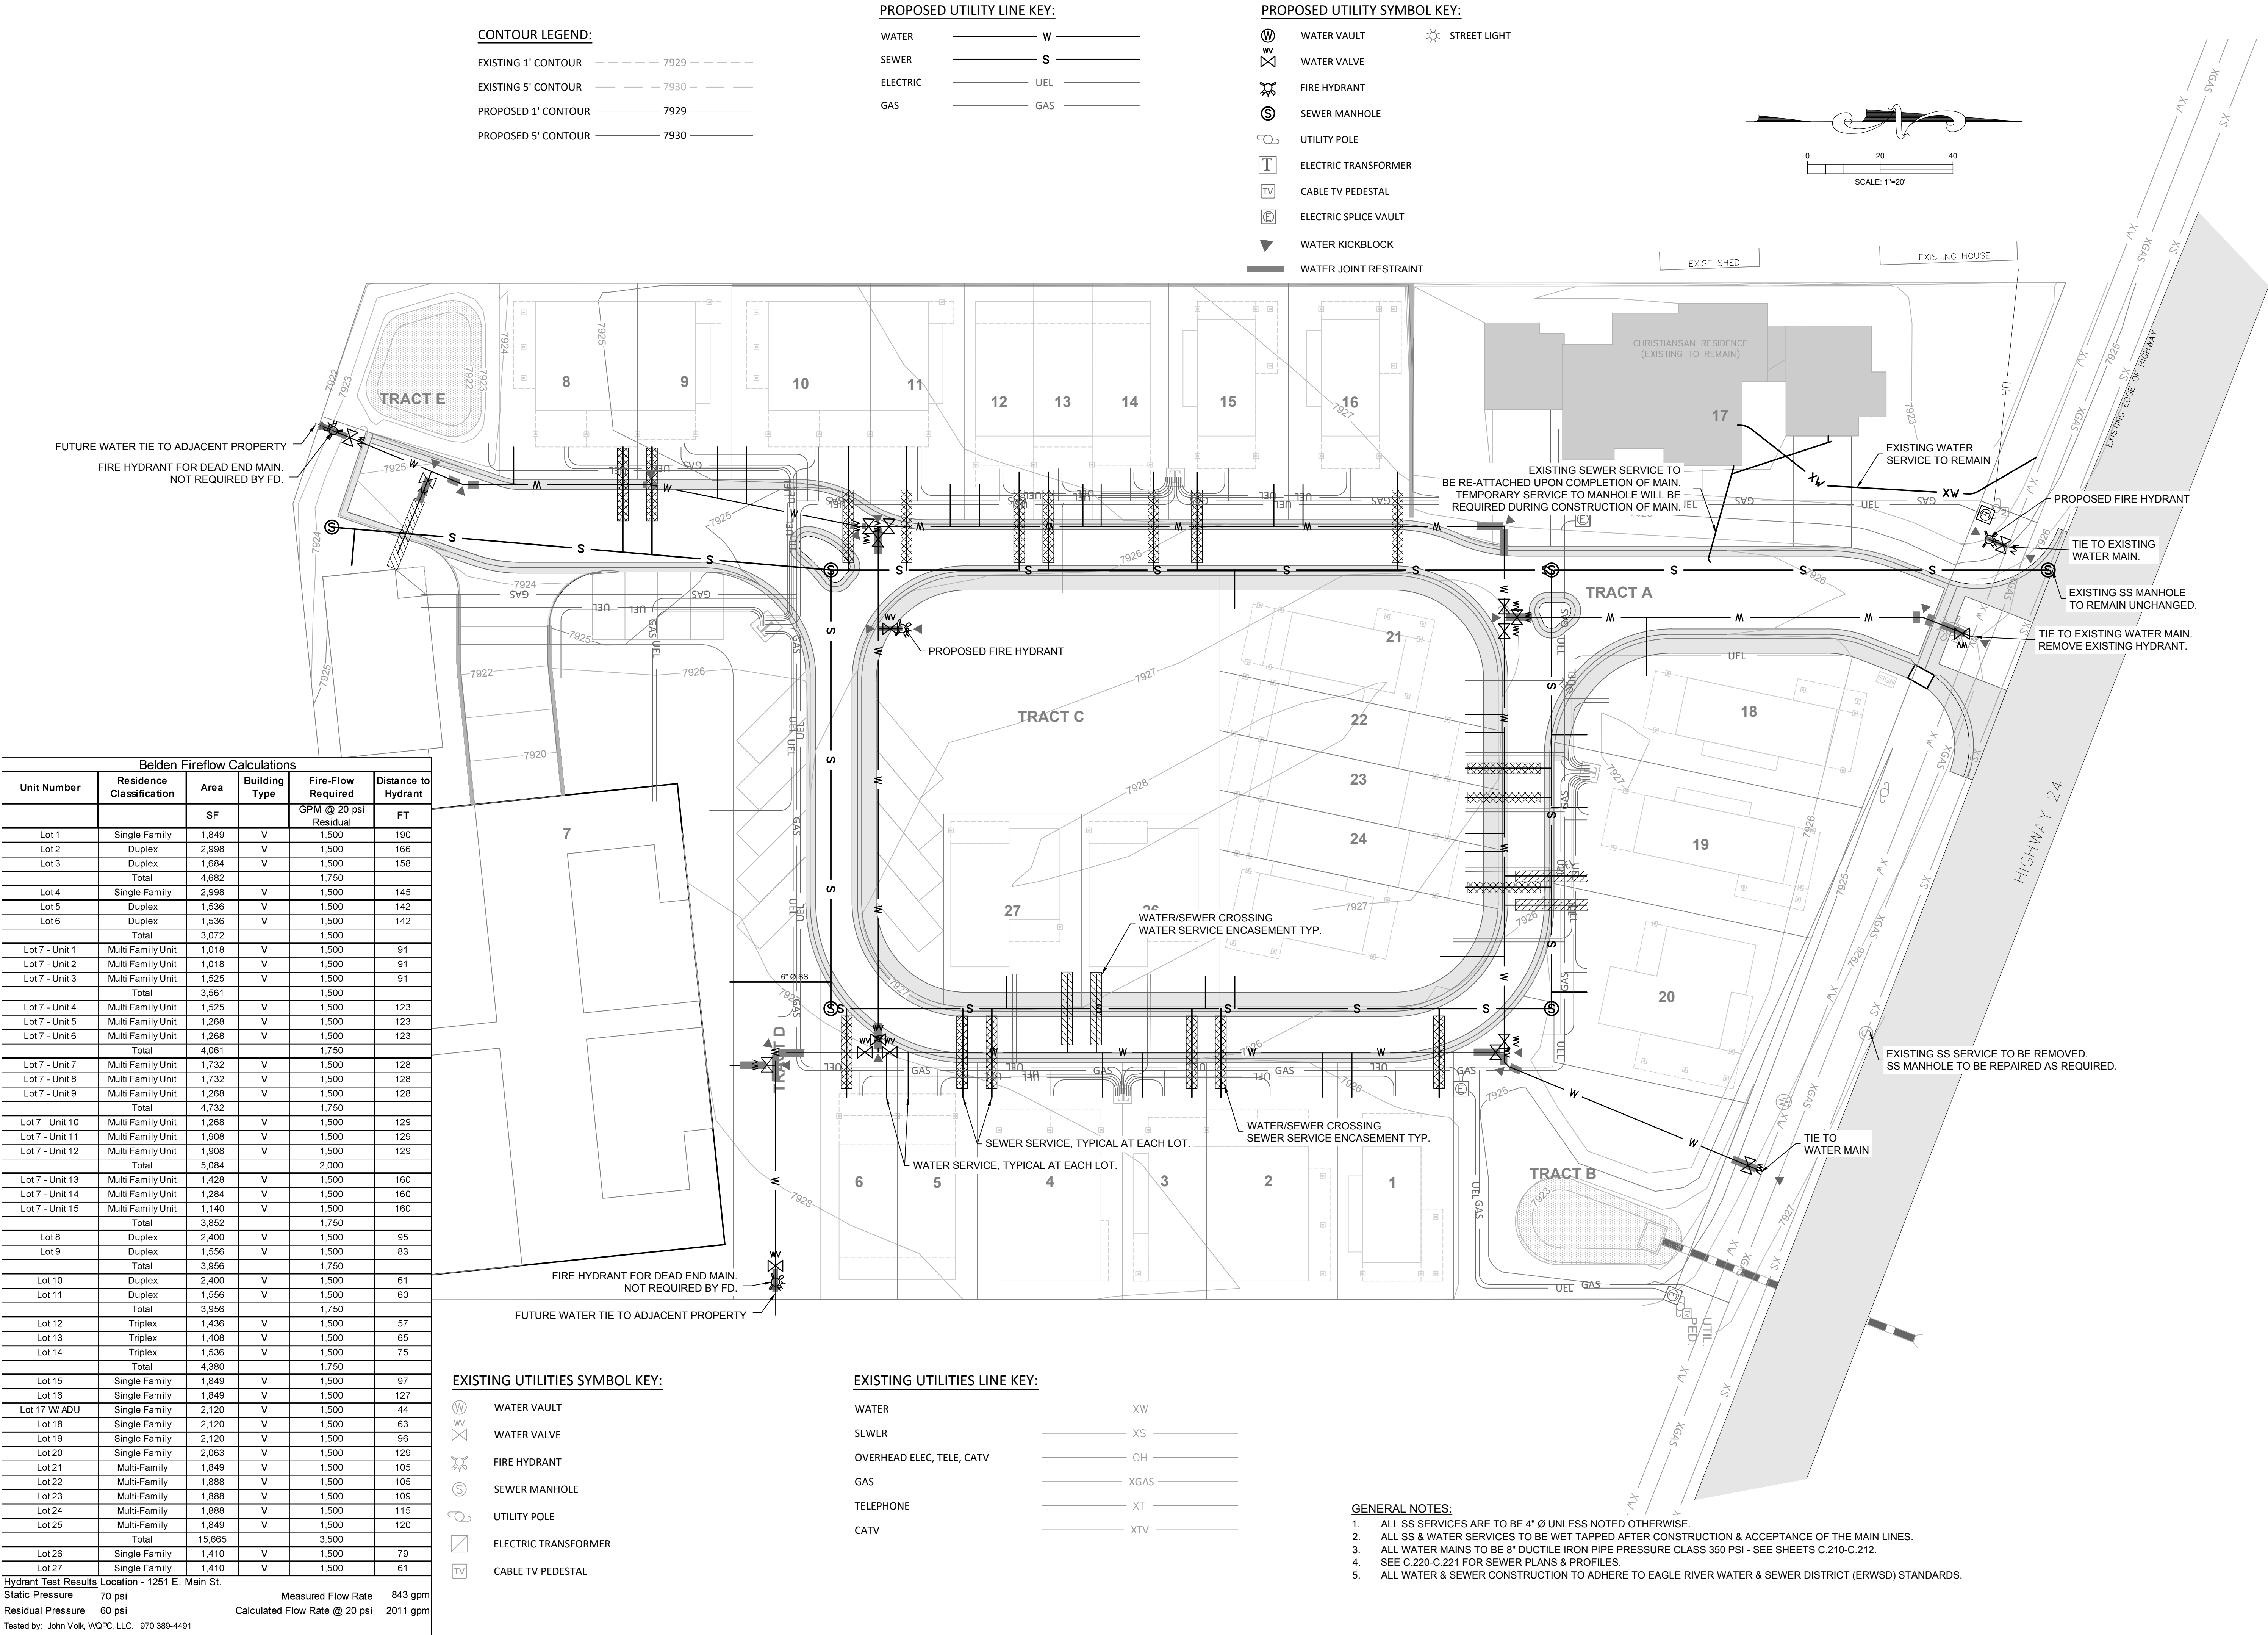 PROPOSED UTILITY LINE KEY:
WATER W
SEWER S
ELECTRIC UEL
GAS GAS
PROPOSED UTILITY SYMBOL KEY:
W WATER VAULT
STREET LIGHT
WV WATER VALVE
FIRE HYDRANT
S SEWER MANHOLE
UTILITY POLE
T ELECTRIC TRANSFORMER
TV CABLE TV PEDESTAL
E ELECTRIC SPLICE VAULT
WATER KICKBLOCK
WATER JOINT RESTRAINT
CONTOUR LEGEND:
EXISTING 1' CONTOUR 7929
EXISTING 5' CONTOUR 7930
PROPOSED 1' CONTOUR 7929
PROPOSED 5' CONTOUR 7930
N
0 20 40
SCALE: 1"=20'
EXIST SHED
EXISTING HOUSE
EXISTING EDGE OF HIGHWAY
CHRISTIANSAN RESIDENCE
(EXISTING TO REMAIN)
TRACT E
8
9
10
11
12
13
14
15
16
17
FUTURE WATER TIE TO ADJACENT PROPERTY
FIRE HYDRANT FOR DEAD END MAIN.
NOT REQUIRED BY FD.
EXISTING WATER
SERVICE TO REMAIN
EXISTING SEWER SERVICE TO
BE RE-ATTACHED UPON COMPLETION OF MAIN.
TEMPORARY SERVICE TO MANHOLE WILL BE
REQUIRED DURING CONSTRUCTION OF MAIN.
PROPOSED FIRE HYDRANT
TIE TO EXISTING
WATER MAIN.
TRACT A
EXISTING SS MANHOLE
TO REMAIN UNCHANGED.
TIE TO EXISTING WATER MAIN.
REMOVE EXISTING HYDRANT.
PROPOSED FIRE HYDRANT
TRACT C
21
22
23
24
18
19
20
7
27
26
HIGHWAY 24
WATER/SEWER CROSSING
WATER SERVICE ENCASEMENT TYP.
6" Ø SS
TRACT D
EXISTING SS SERVICE TO BE REMOVED.
SS MANHOLE TO BE REPAIRED AS REQUIRED.
WATER/SEWER CROSSING
SEWER SERVICE ENCASEMENT TYP.
SEWER SERVICE, TYPICAL AT EACH LOT.
WATER SERVICE, TYPICAL AT EACH LOT.
TIE TO
WATER MAIN
TRACT B
6
5
4
3
2
1
FIRE HYDRANT FOR DEAD END MAIN.
NOT REQUIRED BY FD.
FUTURE WATER TIE TO ADJACENT PROPERTY
UTIL.
PED.
Belden Fireflow Calculations
Unit Number Residence Classification Area Building Type Fire-Flow Required Distance to Hydrant
SF GPM @ 20 psi Residual FT
Lot 1 Single Family 1,849 V 1,500 190
Lot 2 Duplex 2,998 V 1,500 166
Lot 3 Duplex 1,684 V 1,500 158
Total 4,682 1,750
Lot 4 Single Family 2,998 V 1,500 145
Lot 5 Duplex 1,536 V 1,500 142
Lot 6 Duplex 1,536 V 1,500 142
Total 3,072 1,500
Lot 7 - Unit 1 Multi Family Unit 1,018 V 1,500 91
Lot 7 - Unit 2 Multi Family Unit 1,018 V 1,500 91
Lot 7 - Unit 3 Multi Family Unit 1,525 V 1,500 91
Total 3,561 1,500
Lot 7 - Unit 4 Multi Family Unit 1,525 V 1,500 123
Lot 7 - Unit 5 Multi Family Unit 1,268 V 1,500 123
Lot 7 - Unit 6 Multi Family Unit 1,268 V 1,500 123
Total 4,061 1,750
Lot 7 - Unit 7 Multi Family Unit 1,732 V 1,500 128
Lot 7 - Unit 8 Multi Family Unit 1,732 V 1,500 128
Lot 7 - Unit 9 Multi Family Unit 1,268 V 1,500 128
Total 4,732 1,750
Lot 7 - Unit 10 Multi Family Unit 1,268 V 1,500 129
Lot 7 - Unit 11 Multi Family Unit 1,908 V 1,500 129
Lot 7 - Unit 12 Multi Family Unit 1,908 V 1,500 129
Total 5,084 2,000
Lot 7 - Unit 13 Multi Family Unit 1,428 V 1,500 160
Lot 7 - Unit 14 Multi Family Unit 1,284 V 1,500 160
Lot 7 - Unit 15 Multi Family Unit 1,140 V 1,500 160
Total 3,852 1,750
Lot 8 Duplex 2,400 V 1,500 95
Lot 9 Duplex 1,556 V 1,500 83
Total 3,956 1,750
Lot 10 Duplex 2,400 V 1,500 61
Lot 11 Duplex 1,556 V 1,500 60
Total 3,956 1,750
Lot 12 Triplex 1,436 V 1,500 57
Lot 13 Triplex 1,408 V 1,500 65
Lot 14 Triplex 1,536 V 1,500 75
Total 4,380 1,750
Lot 15 Single Family 1,849 V 1,500 97
Lot 16 Single Family 1,849 V 1,500 127
Lot 17 W/ ADU Single Family 2,120 V 1,500 44
Lot 18 Single Family 2,120 V 1,500 63
Lot 19 Single Family 2,120 V 1,500 96
Lot 20 Single Family 2,063 V 1,500 129
Lot 21 Multi-Family 1,849 V 1,500 105
Lot 22 Multi-Family 1,888 V 1,500 105
Lot 23 Multi-Family 1,888 V 1,500 109
Lot 24 Multi-Family 1,888 V 1,500 115
Lot 25 Multi-Family 1,849 V 1,500 120
Total 15,665 3,500
Lot 26 Single Family 1,410 V 1,500 79
Lot 27 Single Family 1,410 V 1,500 61
Hydrant Test Results Location - 1251 E. Main St.
Static Pressure 70 psi Measured Flow Rate 843 gpm
Residual Pressure 60 psi Calculated Flow Rate @ 20 psi 2011 gpm
Tested by: John Volk, WQPC, LLC. 970 389-4491
EXISTING UTILITIES SYMBOL KEY:
W WATER VAULT
WV WATER VALVE
FIRE HYDRANT
S SEWER MANHOLE
UTILITY POLE
ELECTRIC TRANSFORMER
TV CABLE TV PEDESTAL
EXISTING UTILITIES LINE KEY:
WATER XW
SEWER XS
OVERHEAD ELEC, TELE, CATV OH
GAS XGAS
TELEPHONE XT
CATV XTV
GENERAL NOTES:
1. ALL SS SERVICES ARE TO BE 4" Ø UNLESS NOTED OTHERWISE.
2. ALL SS & WATER SERVICES TO BE WET TAPPED AFTER CONSTRUCTION & ACCEPTANCE OF THE MAIN LINES.
3. ALL WATER MAINS TO BE 8" DUCTILE IRON PIPE PRESSURE CLASS 350 PSI - SEE SHEETS C.210-C.212.
4. SEE C.220-C.221 FOR SEWER PLANS & PROFILES.
5. ALL WATER & SEWER CONSTRUCTION TO ADHERE TO EAGLE RIVER WATER & SEWER DISTRICT (ERWSD) STANDARDS.